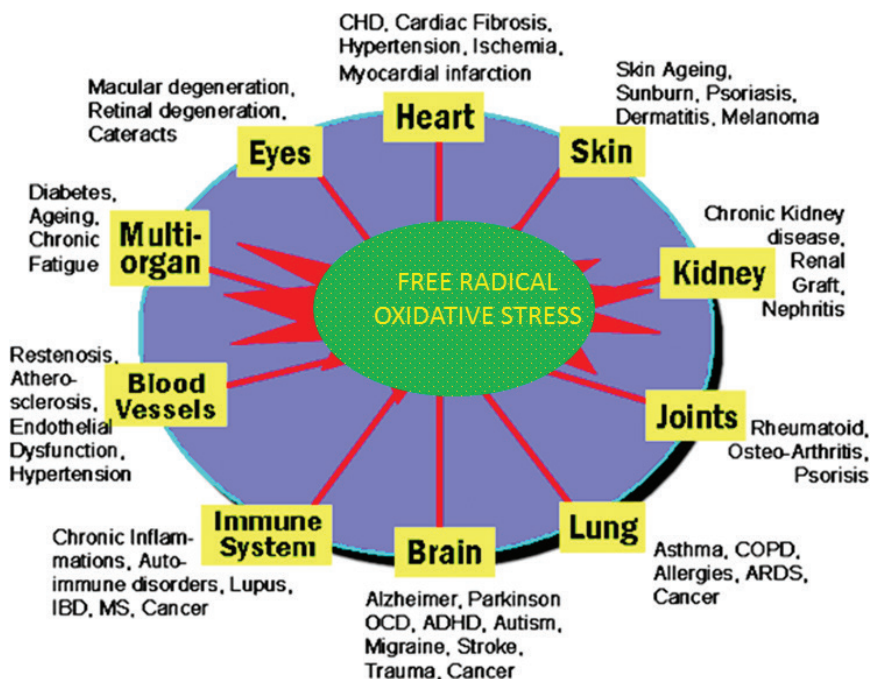 CHD, Cardiac Fibrosis,
Hypertension, Ischemia,
Myocardial infarction
Heart
Skin Ageing,
Sunburn, Psoriasis,
Dermatitis, Melanoma
Skin
Chronic Kidney
disease,
Renal
Graft,
Nephritis
Kidney
Joints
Rheumatoid,
Osteo-Arthritis,
Psorisis
Lung
Asthma, COPD,
Allergies, ARDS,
Cancer
Brain
Alzheimer, Parkinson
OCD, ADHD, Autism,
Migraine, Stroke,
Trauma, Cancer
Immune
System
Chronic Inflam-
mations, Auto-
immune disorders, Lupus,
IBD, MS, Cancer
Blood
Vessels
Restenosis,
Athero-
sclerosis,
Endothelial
Dysfunction,
Hypertension
Multi-
organ
Diabetes,
Ageing,
Chronic
Fatigue
Eyes
Macular degeneration,
Retinal degeneration,
Cateracts
FREE RADICAL
OXIDATIVE STRESS